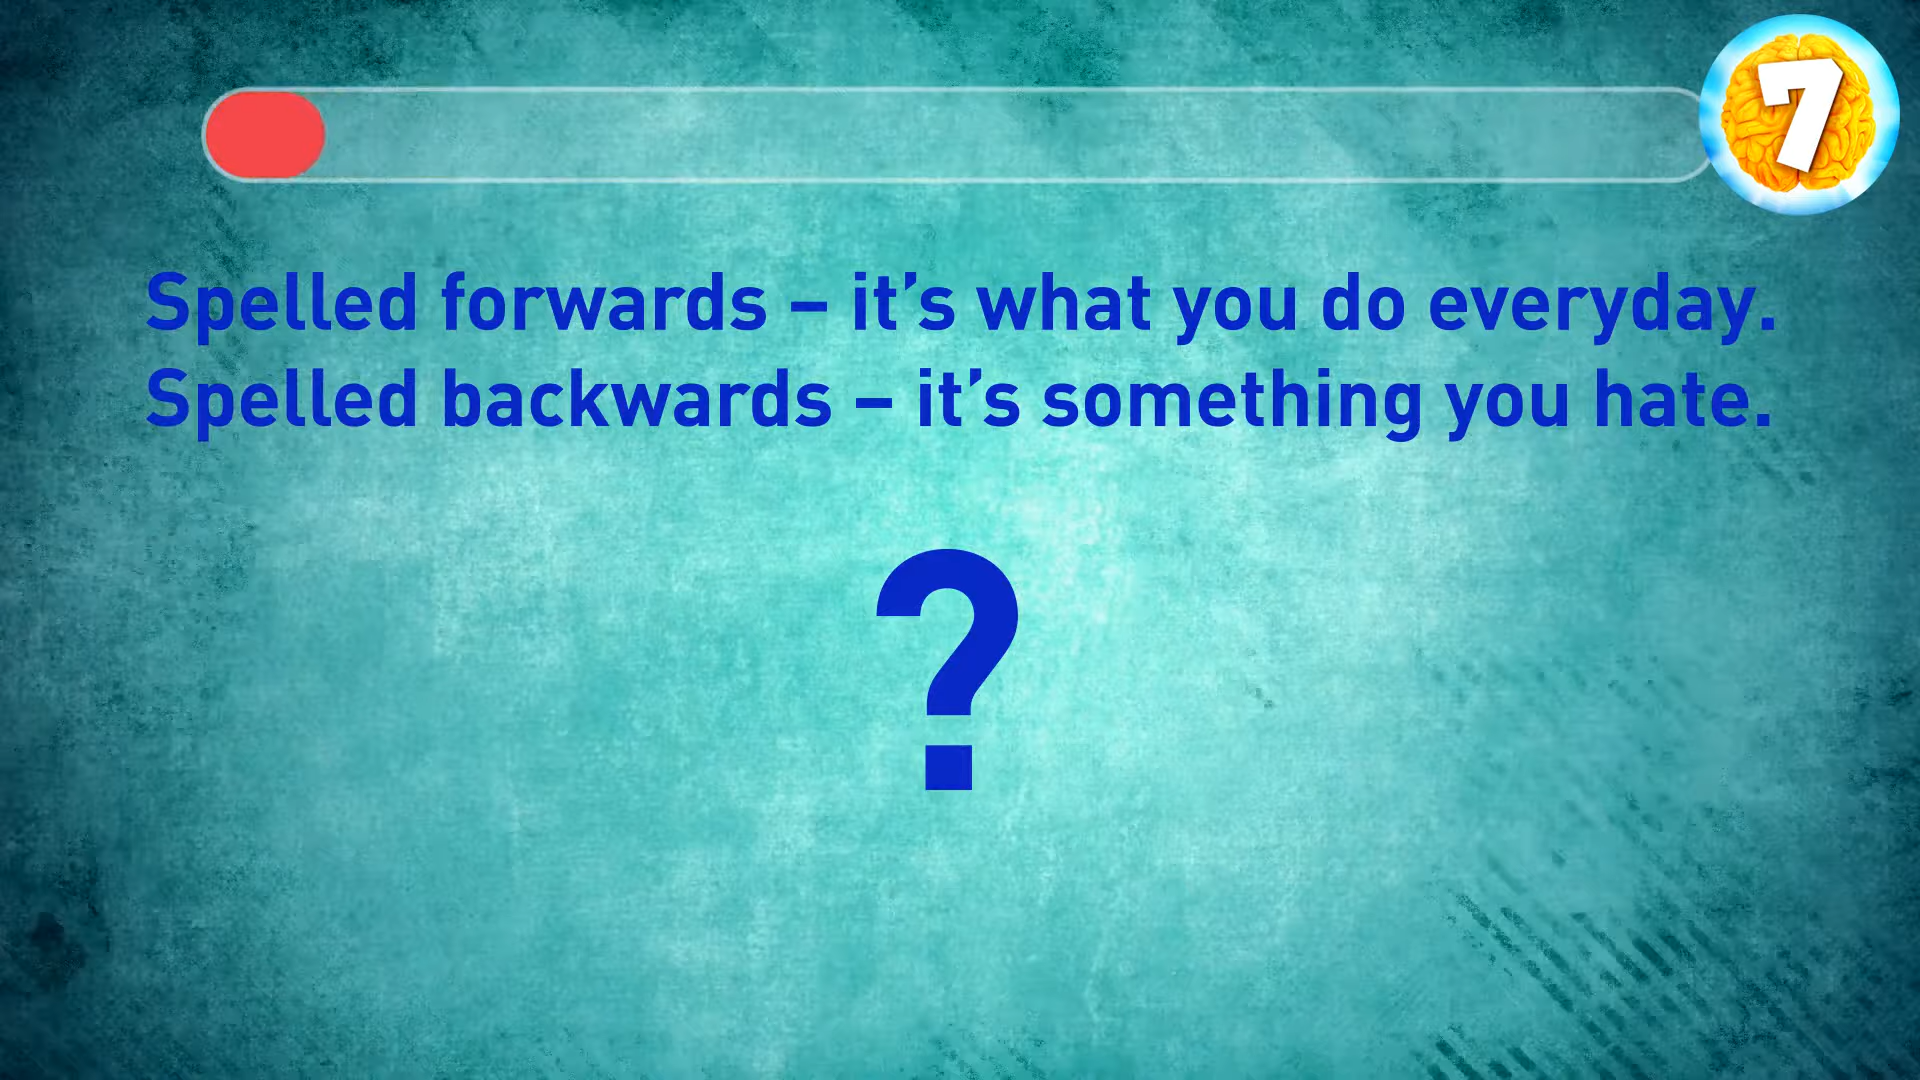 7
Spelled forwards – it’s what you do everyday.
Spelled backwards – it’s something you hate.
?